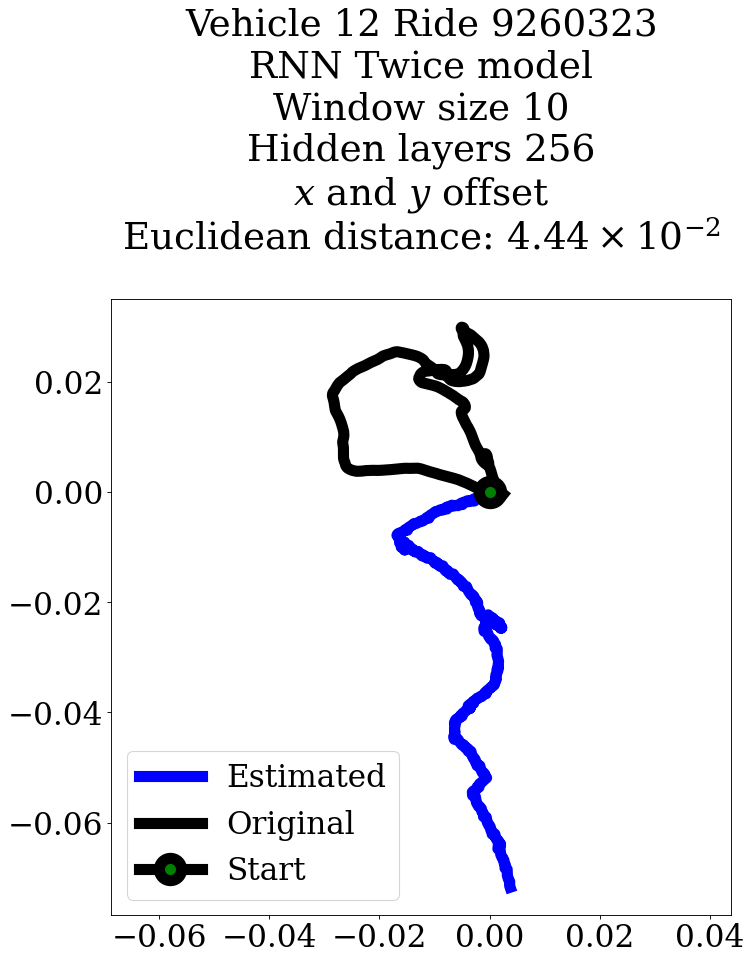 Vehicle 12 Ride 9260323
RNN Twice model
Window size 10
Hidden layers 256
x and y offset
Euclidean distance: 4.44 × 10⁻²
0.02
0.00
−0.02
−0.04
−0.06
Estimated
Original
Start
−0.06 −0.04 −0.02 0.00 0.02 0.04